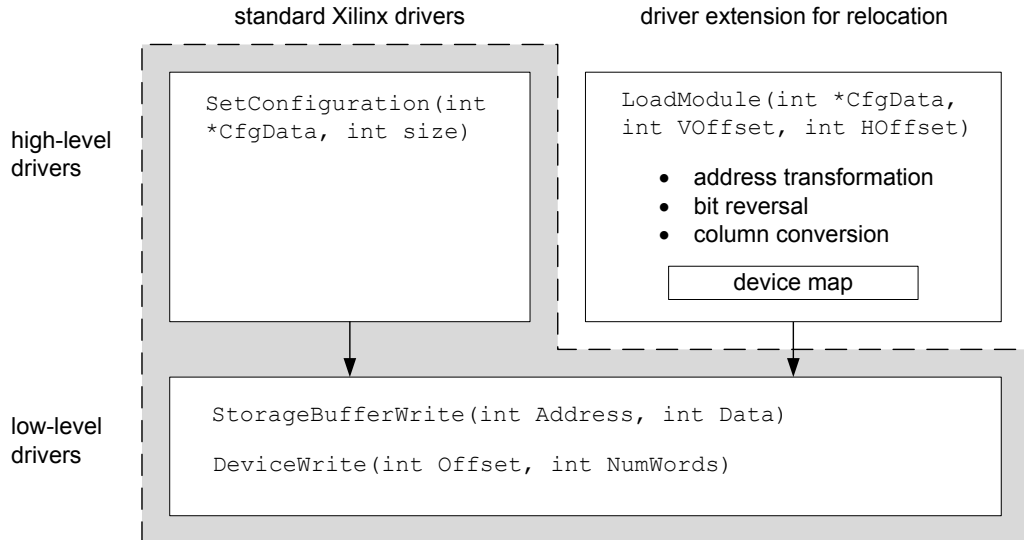 standard Xilinx drivers
driver extension for relocation
high-level
drivers
SetConfiguration(int
*CfgData, int size)
LoadModule(int *CfgData,
int VOffset, int HOffset)
• address transformation
• bit reversal
• column conversion
device map
low-level
drivers
StorageBufferWrite(int Address, int Data)
DeviceWrite(int Offset, int NumWords)